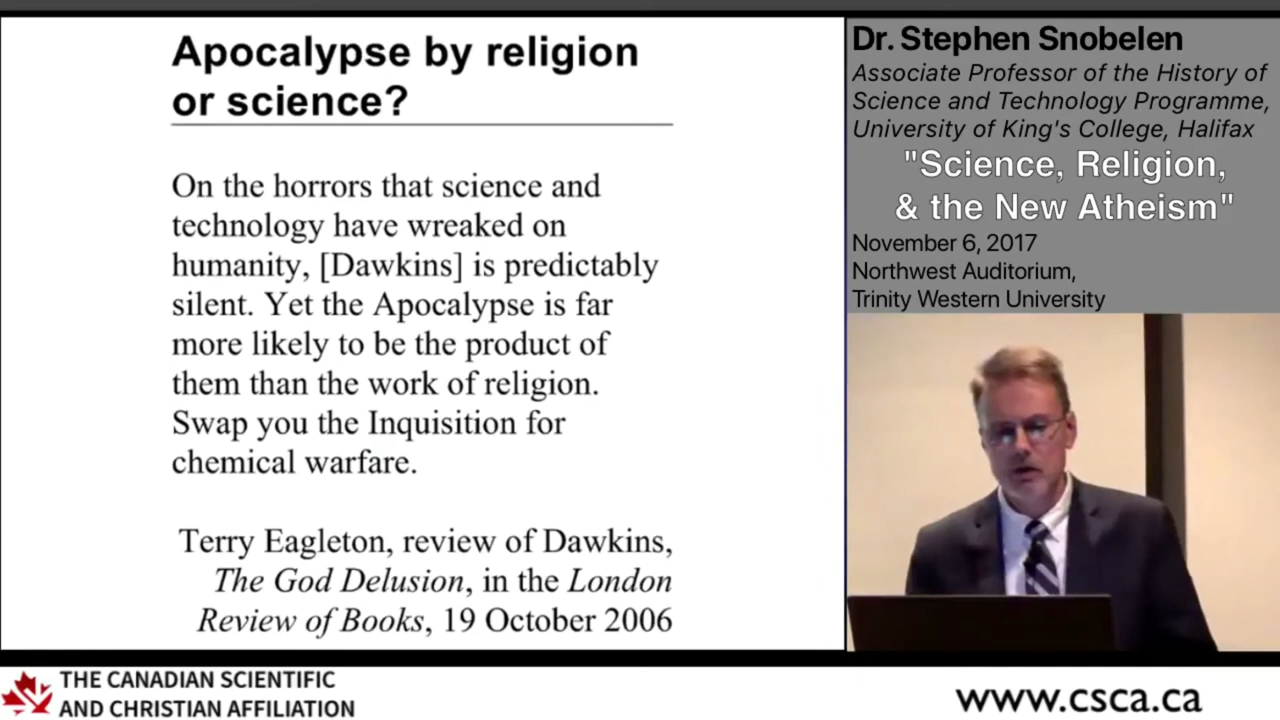 Apocalypse by religion
or science?
On the horrors that science and
technology have wreaked on
humanity, [Dawkins] is predictably
silent. Yet the Apocalypse is far
more likely to be the product of
them than the work of religion.
Swap you the Inquisition for
chemical warfare.
Terry Eagleton, review of Dawkins,
The God Delusion, in the London
Review of Books, 19 October 2006
Dr. Stephen Snobelen
Associate Professor of the History of
Science and Technology Programme,
University of King's College, Halifax
"Science, Religion,
& the New Atheism"
November 6, 2017
Northwest Auditorium,
Trinity Western University
THE CANADIAN SCIENTIFIC
AND CHRISTIAN AFFILIATION
www.csca.ca